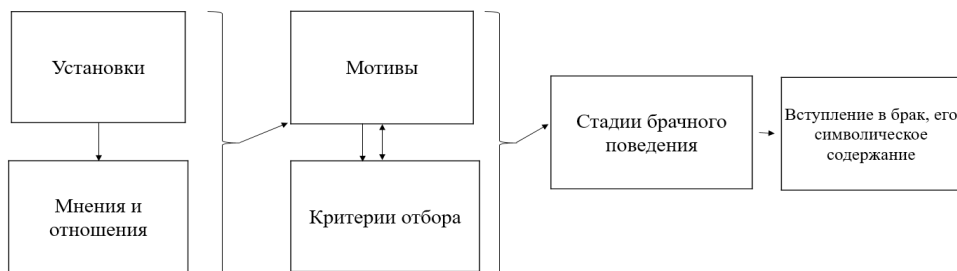 Установки
Мнения и
отношения
Мотивы
Критерии отбора
Стадии брачного
поведения
Вступление в брак, его
символическое
содержание